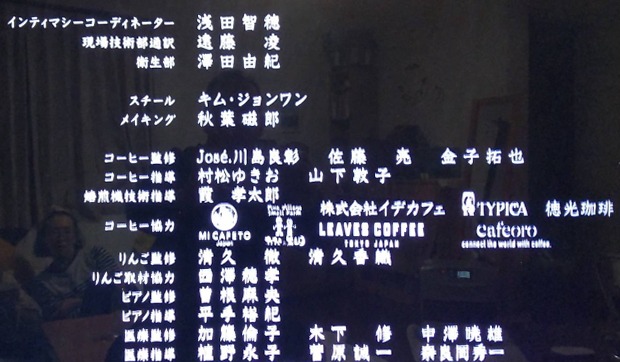 インティマシーコーディネーター 浅田智穂
現場技術部通訳 遠藤 凌
衛生部 澤田由紀
スチール キム・ジョンワン
メイキング 秋葉磁郎
コーヒー監修 José.川島良彰 佐藤 亮 金子拓也
コーヒー指導 村松ゆきお 山下敦子
焙煎機技術指導 霞 孝太郎
コーヒー協力 MI CAFETO Japan 株式会社イデカフェ TYPICA 穂光珈琲
LEAVES COFFEE TOKYO JAPAN cafeoro connect the world with coffee.
りんご監修 清久 徹 清久香織
りんご取材協力 西澤穂孝
ピアノ監修 曽根麻央
ピアノ指導 平手裕紀
医療監修 加藤倫子 木下 修 中澤暁雄
医療指導 植野永子 菅原誠一 奈良岡秀一